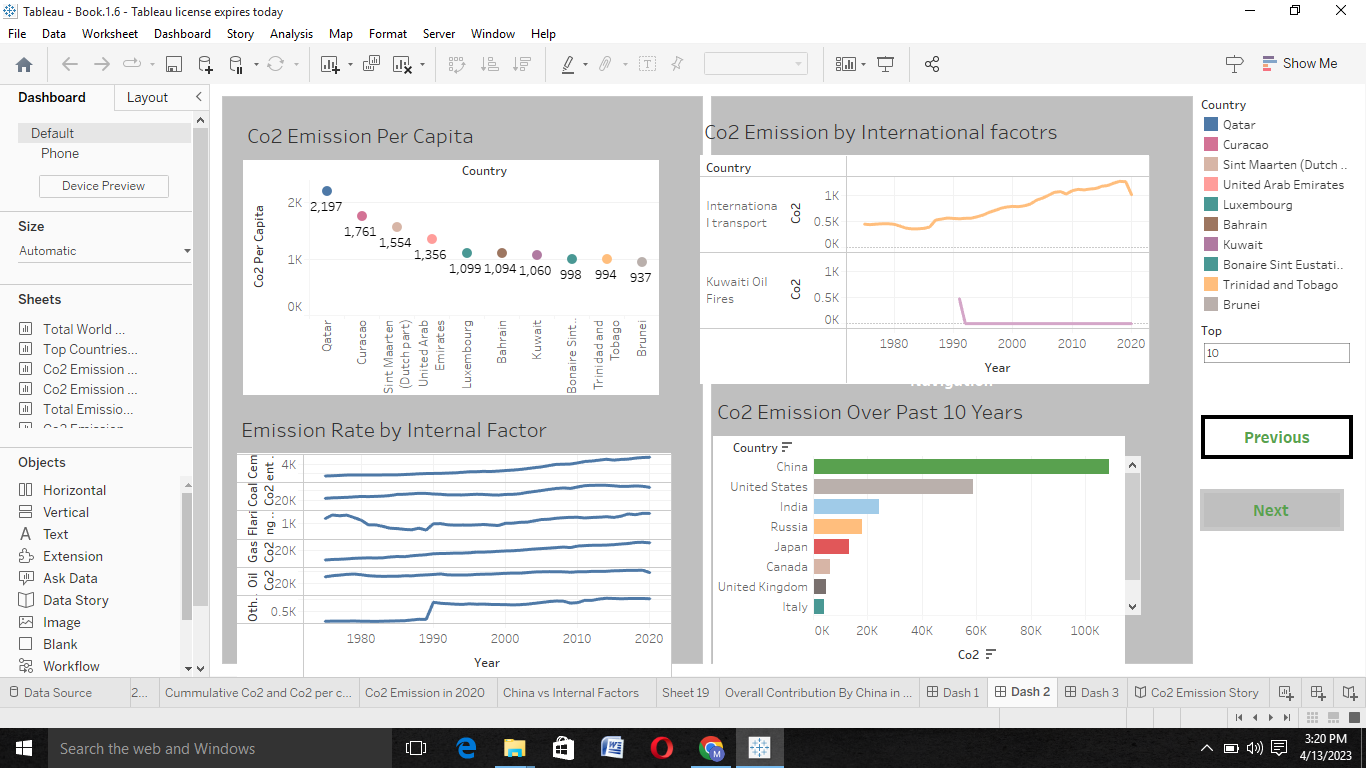 Tableau - Book.1.6 - Tableau license expires today
File Data Worksheet Dashboard Story Analysis Map Format Server Window Help
Show Me
Dashboard
Layout
Default
Phone
Device Preview
Size
Automatic
Sheets
Total World ...
Top Countries...
Co2 Emission ...
Co2 Emission ...
Total Emissio...
Objects
Horizontal
Vertical
Text
Extension
Ask Data
Data Story
Image
Blank
Workflow
Co2 Emission Per Capita
Country
Co2 Per Capita
2K
1K
0K
2,197
1,761
1,554
1,356
1,099
1,094
1,060
998
994
937
Qatar
Curacao
Sint Maarten
(Dutch part)
United Arab
Emirates
Luxembourg
Bahrain
Kuwait
Bonaire Sint..
Trinidad and
Tobago
Brunei
Co2 Emission by International facotrs
Country
Internationa
l transport
Co2
1K
0.5K
0K
Kuwaiti Oil
Fires
Co2
1K
0.5K
0K
1980
1990
2000
2010
2020
Year
Navigation
Emission Rate by Internal Factor
Cem
ent ..
4K
Coal
Co2
20K
Flari
ng ..
1K
Gas
Co2
20K
Oil
Co2
20K
Oth..
0.5K
1980
1990
2000
2010
2020
Year
Co2 Emission Over Past 10 Years
Country
China
United States
India
Russia
Japan
Canada
United Kingdom
Italy
0K
20K
40K
60K
80K
100K
Co2
Country
Qatar
Curacao
Sint Maarten (Dutch ..
United Arab Emirates
Luxembourg
Bahrain
Kuwait
Bonaire Sint Eustati..
Trinidad and Tobago
Brunei
Top
10
Previous
Next
Data Source
2...
Cummulative Co2 and Co2 per c...
Co2 Emission in 2020
China vs Internal Factors
Sheet 19
Overall Contribution By China in ...
Dash 1
Dash 2
Dash 3
Co2 Emission Story
Search the web and Windows
3:20 PM
4/13/2023